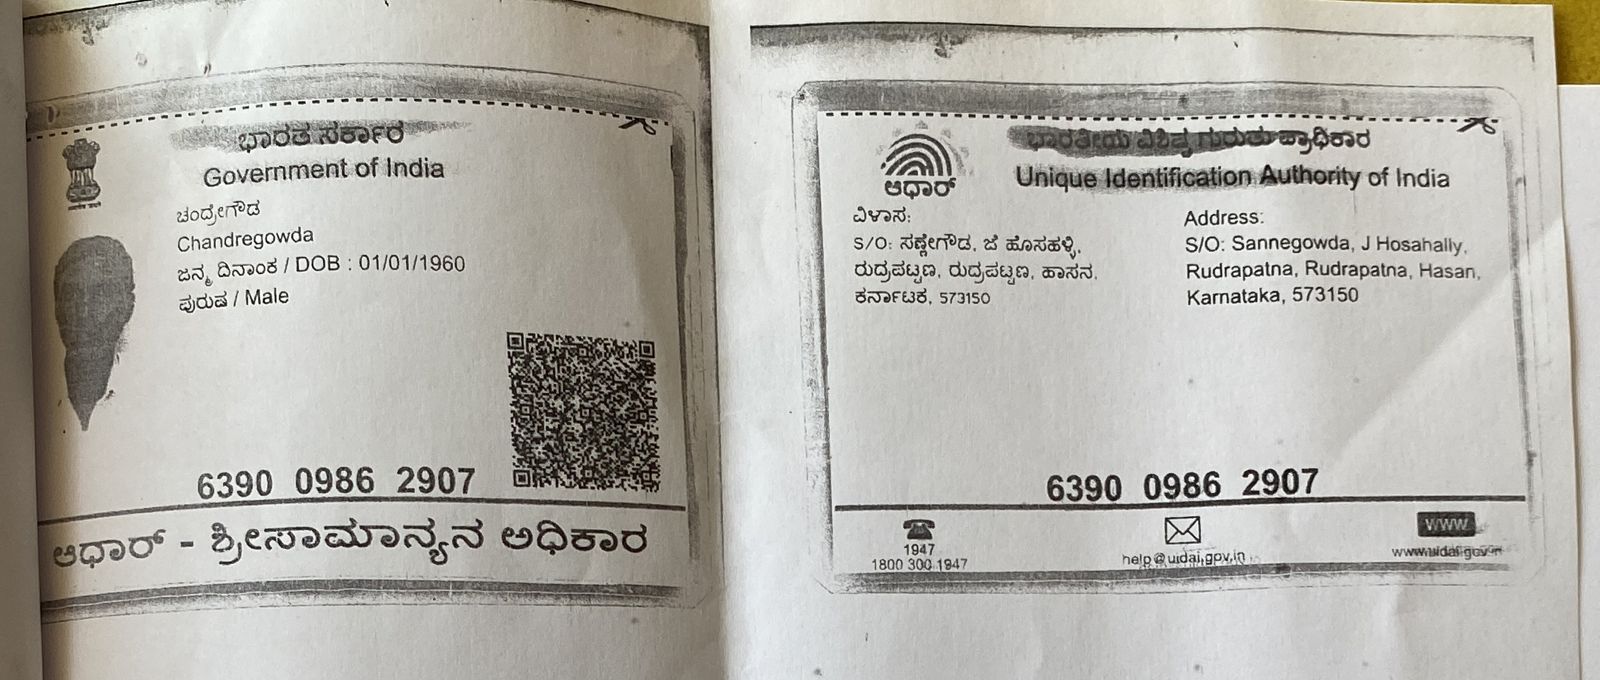 ಭಾರತ ಸರ್ಕಾರ
Government of India
ಚಂದ್ರೇಗೌಡ
Chandregowda
ಜನ್ಮ ದಿನಾಂಕ / DOB : 01/01/1960
ಪುರುಷ / Male
6390 0986 2907
ಆಧಾರ್ - ಶ್ರೀಸಾಮಾನ್ಯನ ಅಧಿಕಾರ
ಭಾರತೀಯ ವಿಶಿಷ್ಟ ಗುರುತು ಪ್ರಾಧಿಕಾರ
ಆಧಾರ್
Unique Identification Authority of India
ವಿಳಾಸ:
S/O: ಸಣ್ಣೇಗೌಡ, ಜೆ ಹೊಸಹಳ್ಳಿ,
ರುದ್ರಪಟ್ಟಣ, ರುದ್ರಪಟ್ಟಣ, ಹಾಸನ,
ಕರ್ನಾಟಕ, 573150
Address:
S/O: Sannegowda, J Hosahally,
Rudrapatna, Rudrapatna, Hasan,
Karnataka, 573150
6390 0986 2907
1947
1800 300 1947
help@uidai.gov.in
WWW
www.uidai.gov.in